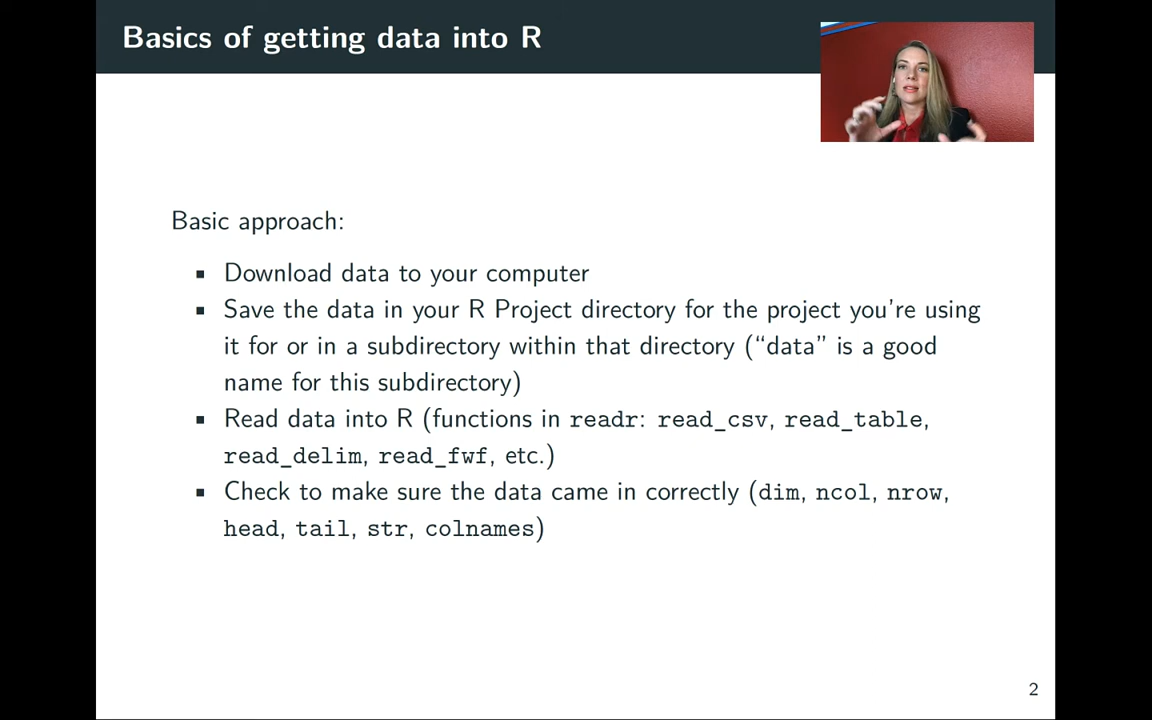 Basics of getting data into R
Basic approach:
▪ Download data to your computer
▪ Save the data in your R Project directory for the project you're using
it for or in a subdirectory within that directory (“data” is a good
name for this subdirectory)
▪ Read data into R (functions in readr: read_csv, read_table,
read_delim, read_fwf, etc.)
▪ Check to make sure the data came in correctly (dim, ncol, nrow,
head, tail, str, colnames)
2